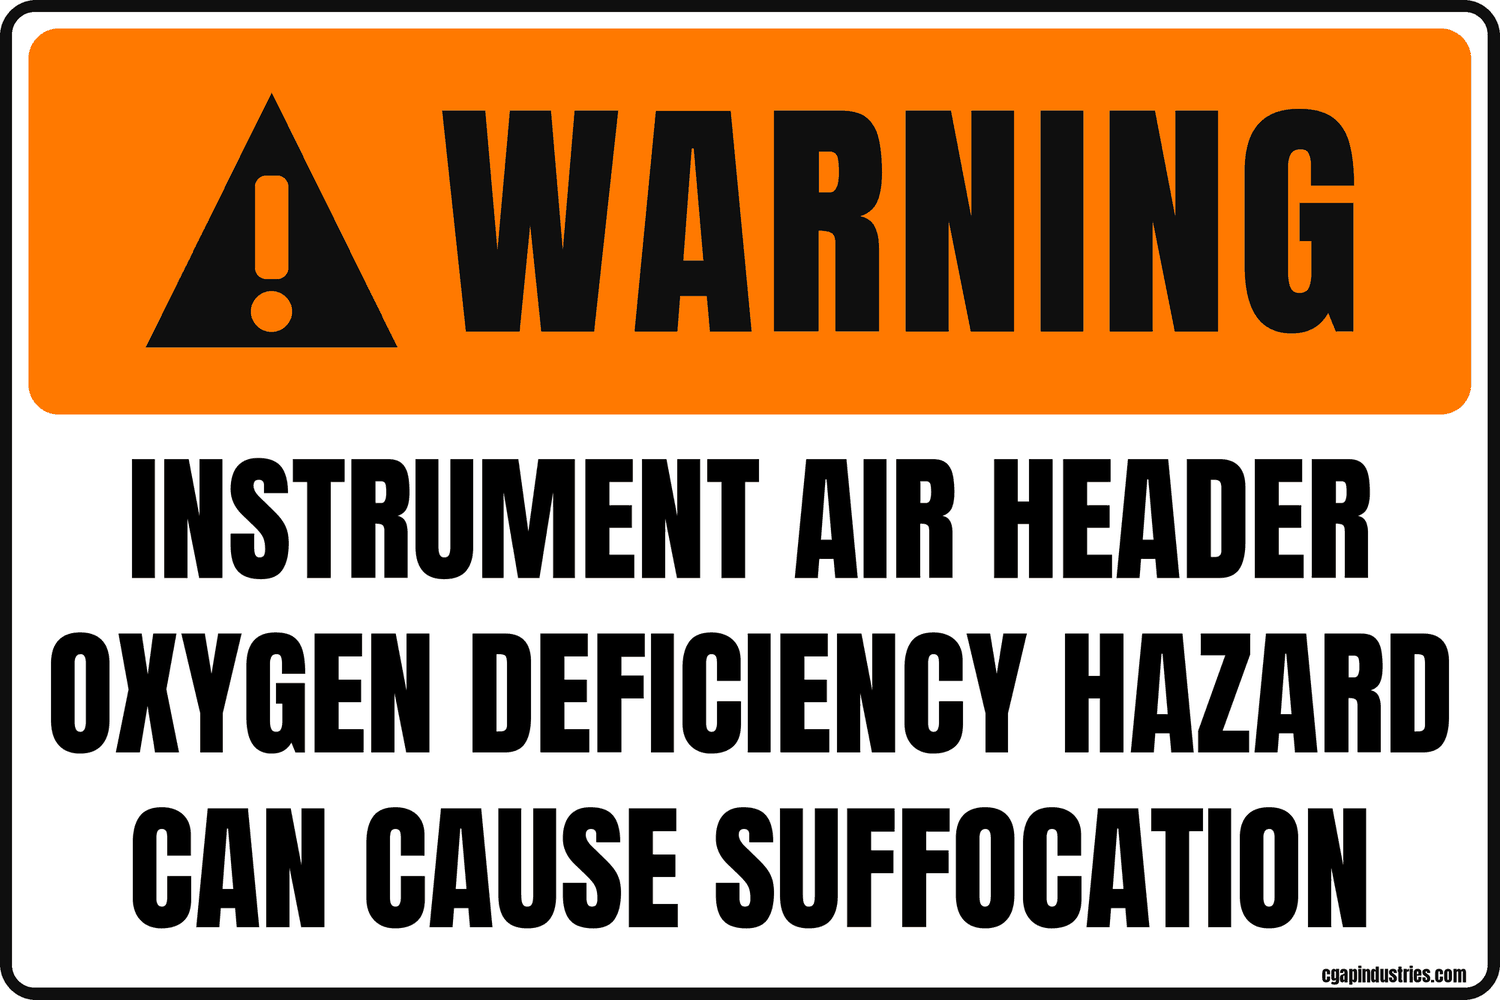 WARNING
INSTRUMENT AIR HEADER
OXYGEN DEFICIENCY HAZARD
CAN CAUSE SUFFOCATION
cgapindustries.com